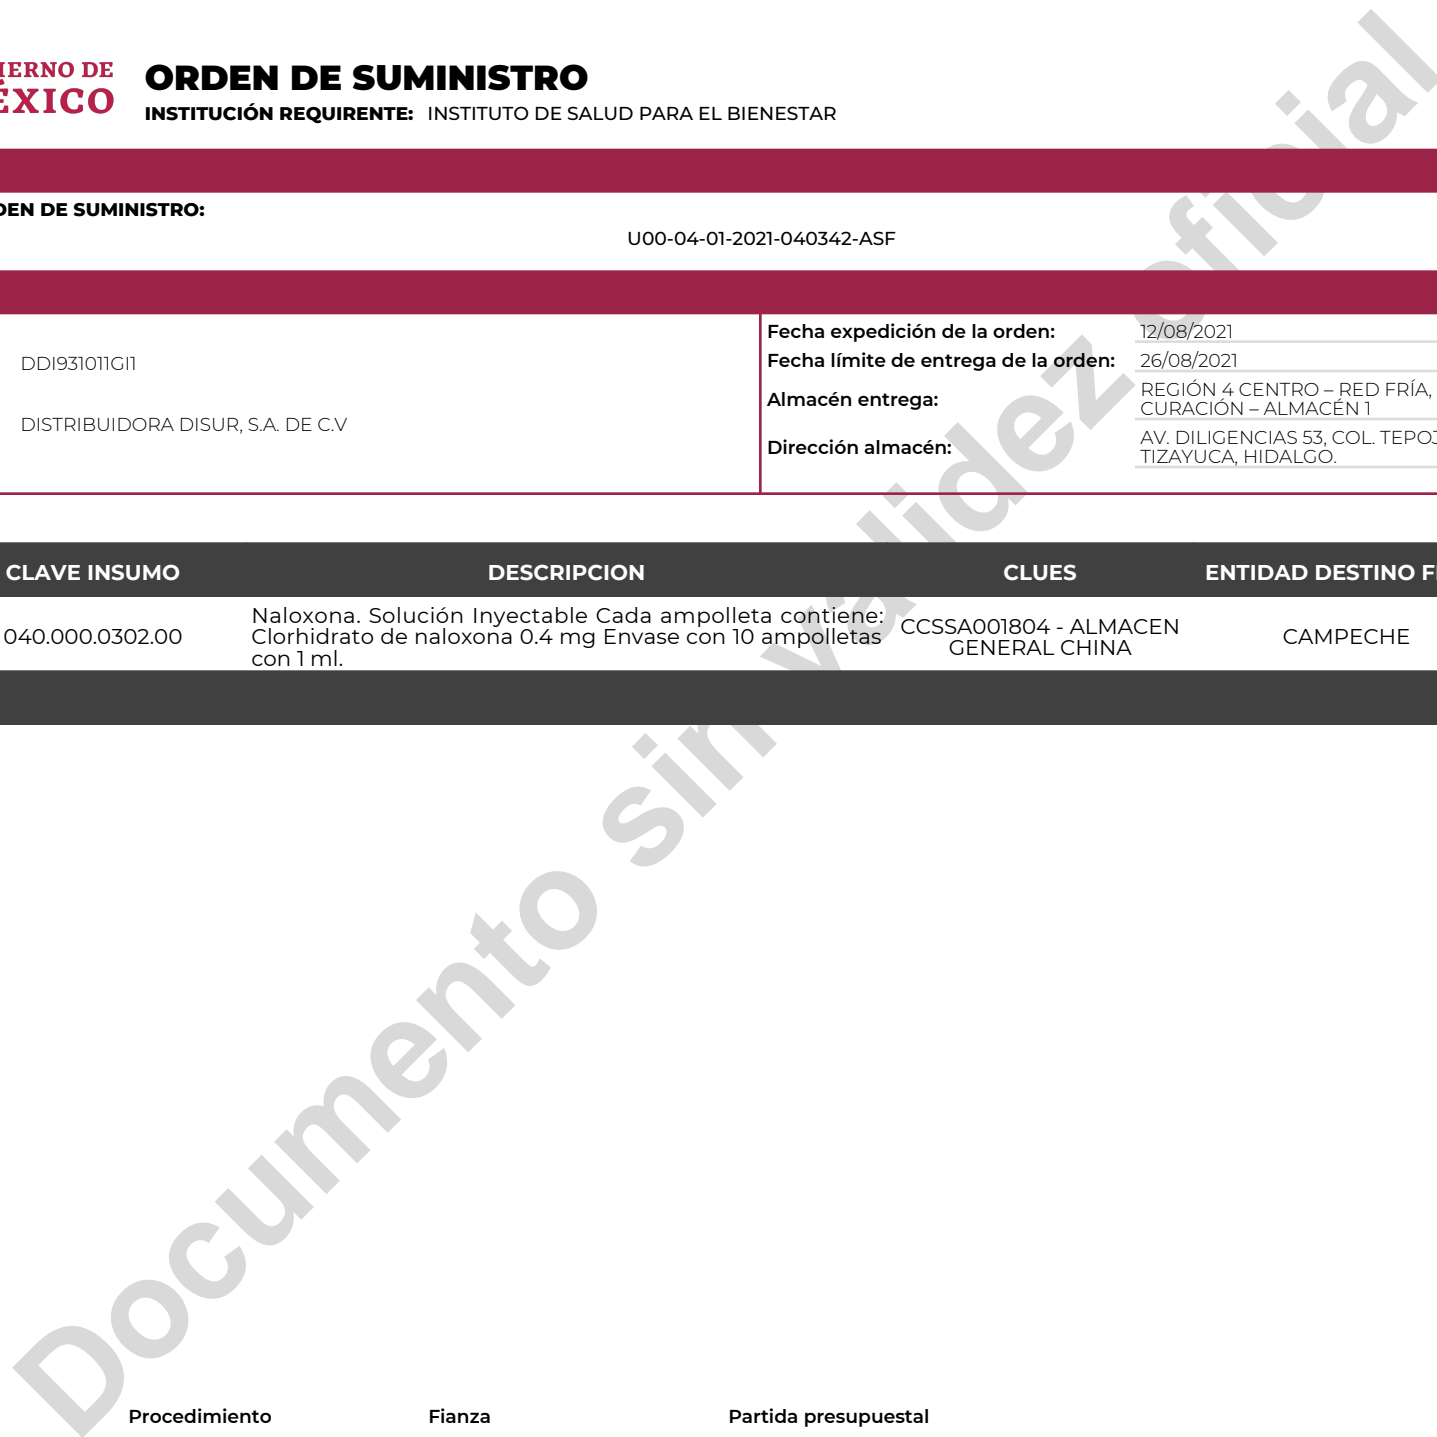 ORDEN DE SUMINISTRO
INSTITUCIÓN REQUIRENTE: INSTITUTO DE SALUD PARA EL BIENESTAR
IERNO DE
ÉXICO
DEN DE SUMINISTRO:
U00-04-01-2021-040342-ASF
DDI931011GI1
DISTRIBUIDORA DISUR, S.A. DE C.V
Fecha expedición de la orden: 12/08/2021
Fecha límite de entrega de la orden: 26/08/2021
Almacén entrega: REGIÓN 4 CENTRO – RED FRÍA,
CURACIÓN – ALMACÉN 1
Dirección almacén: AV. DILIGENCIAS 53, COL. TEPOJ
TIZAYUCA, HIDALGO.
CLAVE INSUMO DESCRIPCION CLUES ENTIDAD DESTINO F
040.000.0302.00
Naloxona. Solución Inyectable Cada ampolleta contiene:
Clorhidrato de naloxona 0.4 mg Envase con 10 ampolletas
con 1 ml.
CCSSA001804 - ALMACEN
GENERAL CHINA
CAMPECHE
Documento sin validez oficial
Procedimiento Fianza Partida presupuestal